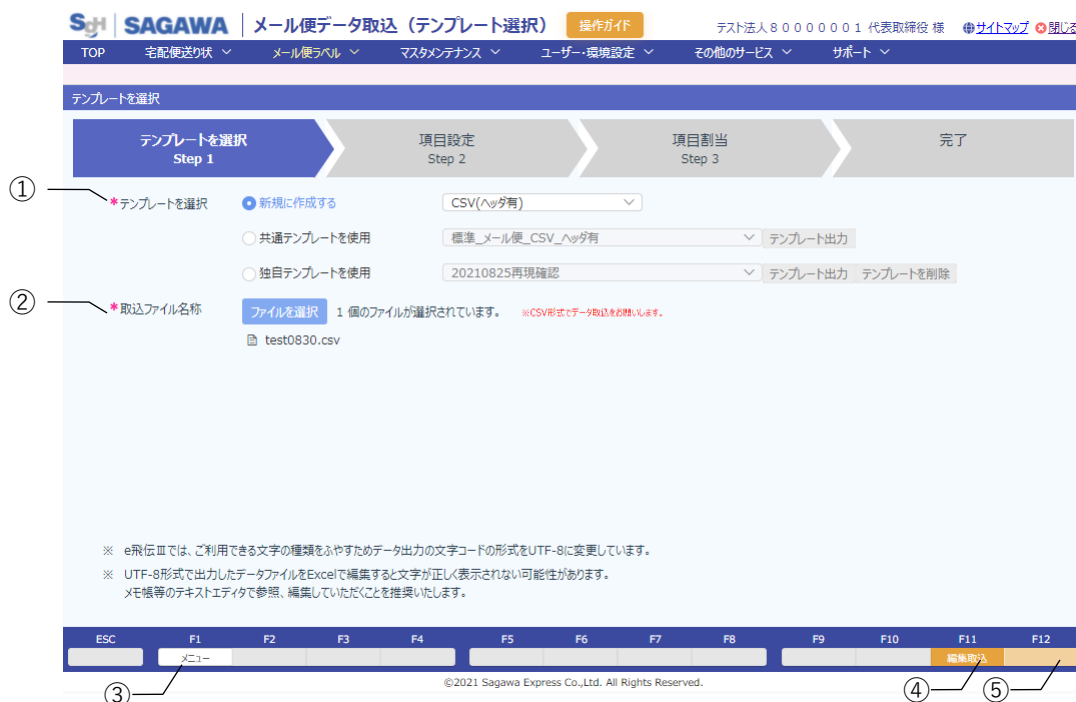 SGH SAGAWA メール便データ取込（テンプレート選択） 操作ガイド テスト法人８０００００００１ 代表取締役 様 サイトマップ 閉じる
TOP 宅配便送り状 メール便ラベル マスタメンテナンス ユーザー・環境設定 その他のサービス サポート
テンプレートを選択
テンプレートを選択 項目設定 項目割当 完了
Step 1 Step 2 Step 3
① *テンプレートを選択 新規に作成する CSV(ヘッダ有)
共通テンプレートを使用 標準_メール便_CSV_ヘッダ有 テンプレート出力
独自テンプレートを使用 20210825再現確認 テンプレート出力 テンプレートを削除
② *取込ファイル名称 ファイルを選択 1 個のファイルが選択されています。 ※CSV形式でデータ取込をお願いします。
test0830.csv
※ e飛伝Ⅲでは、ご利用できる文字の種類をふやすためデータ出力の文字コードの形式をUTF-8に変更しています。
※ UTF-8形式で出力したデータファイルをExcelで編集すると文字が正しく表示されない可能性があります。
メモ帳等のテキストエディタで参照、編集していただくことを推奨いたします。
ESC F1 F2 F3 F4 F5 F6 F7 F8 F9 F10 F11 F12
メニュー 編集取込
©2021 Sagawa Express Co.,Ltd. All Rights Reserved.
③ ④ ⑤